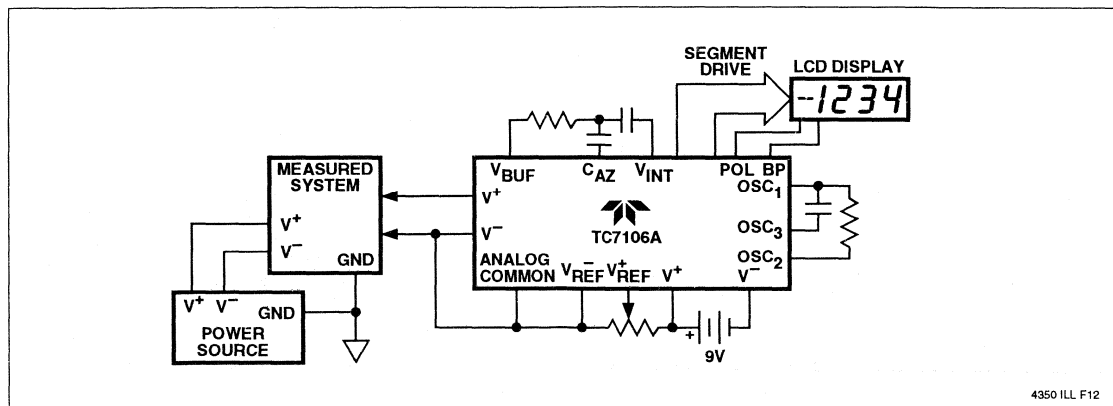 SEGMENT
DRIVE
LCD DISPLAY
-1234
MEASURED
SYSTEM
V+
V−
GND
V+ V−
GND
POWER
SOURCE
VBUF
CAZ
VINT
POL BP
OSC1
V+
V−
TC7106A
OSC3
OSC2
ANALOG
COMMON
V−REF
V+REF
V+
V−
+
9V
4350 ILL F12